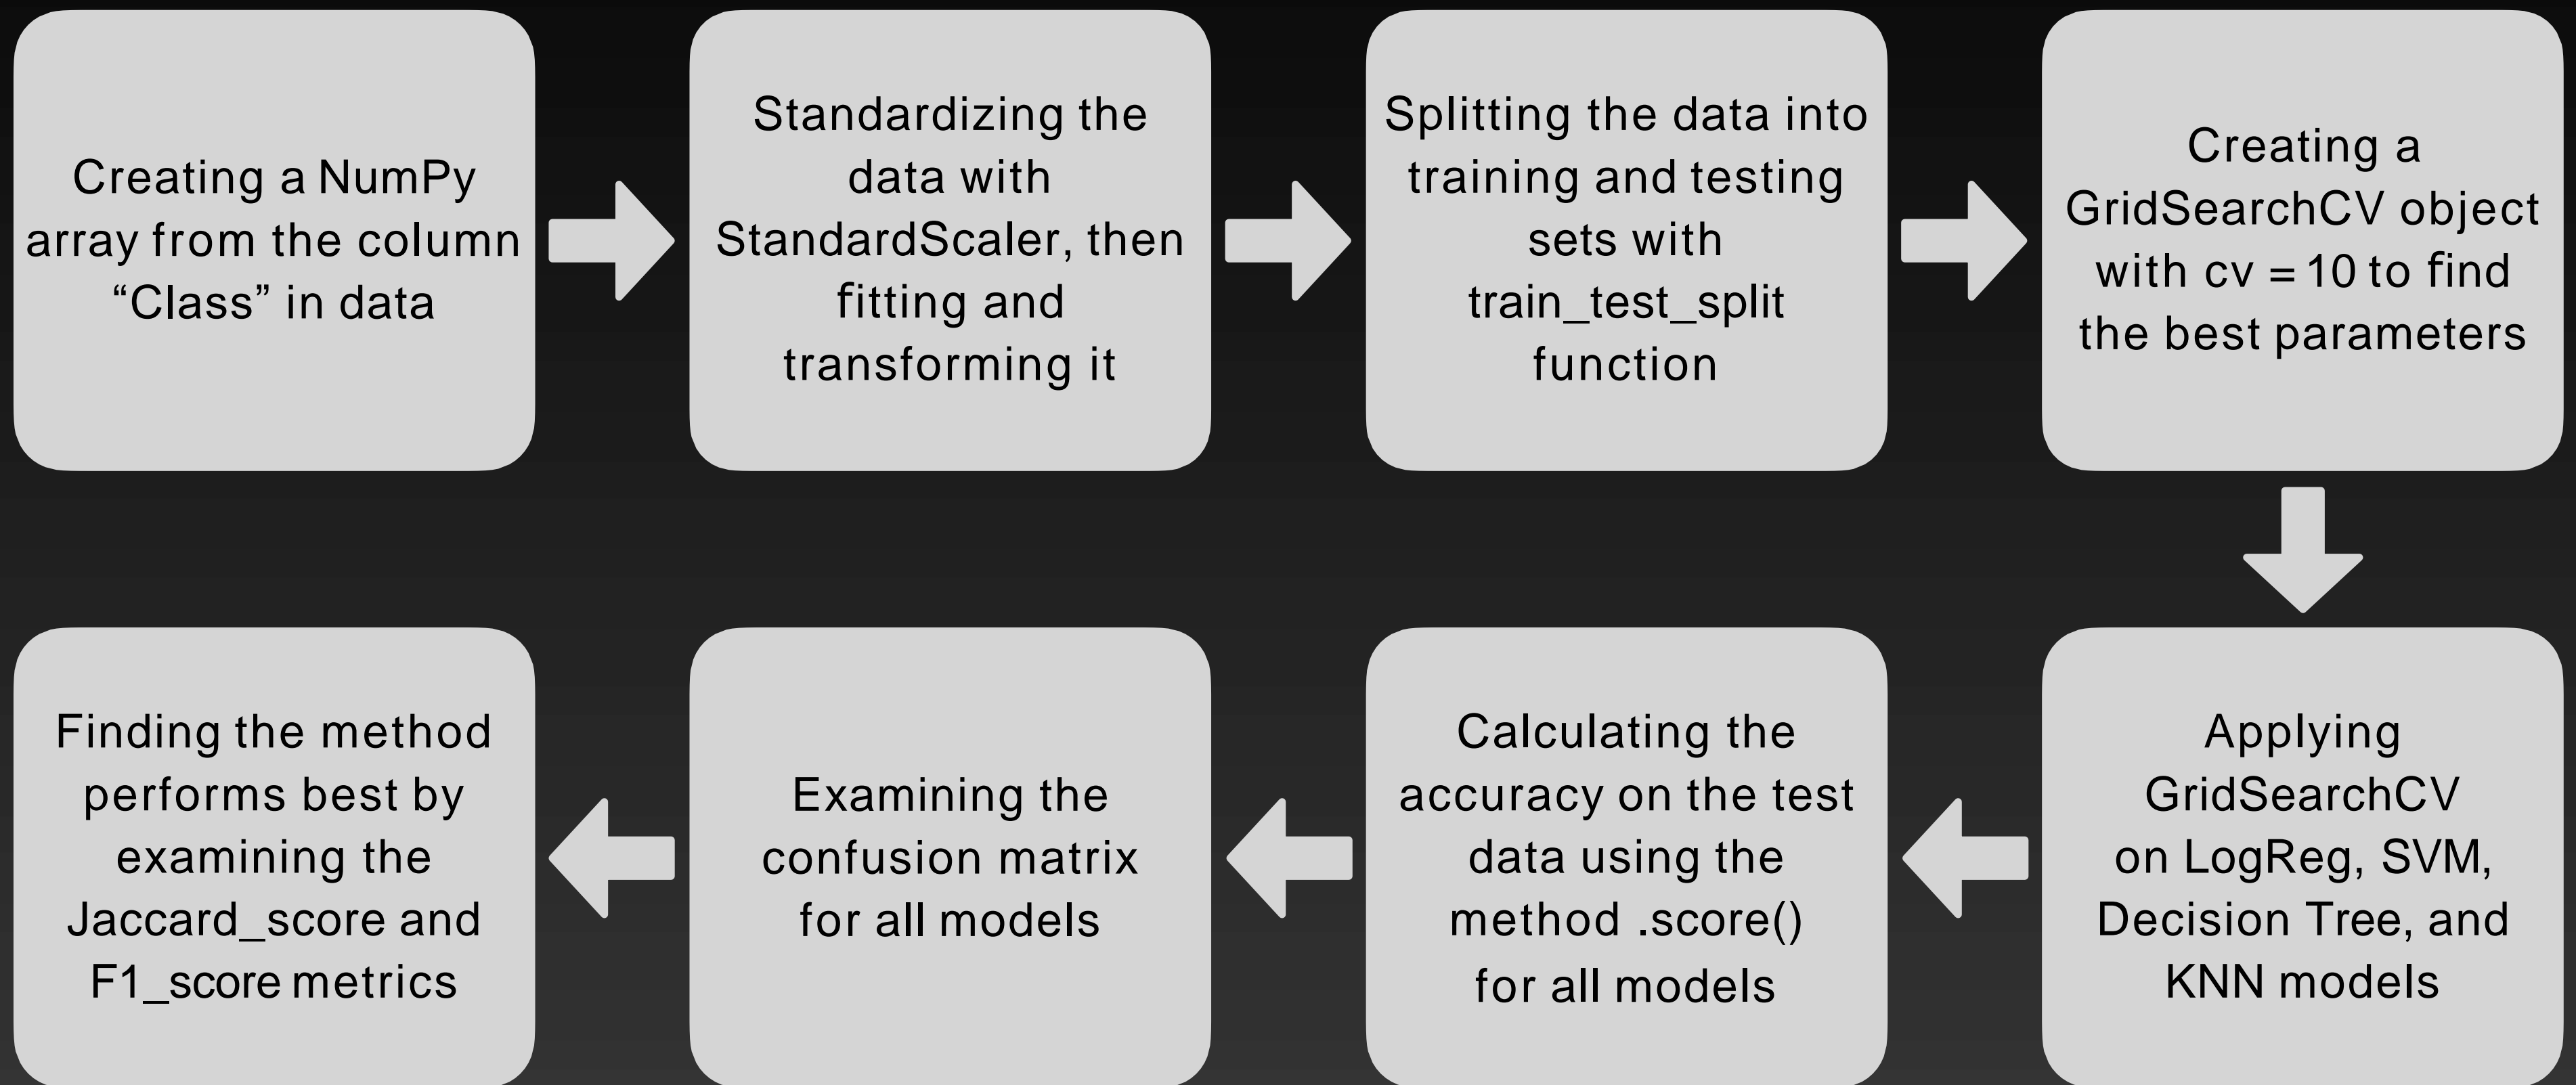 Creating a NumPy
array from the column
“Class” in data
Standardizing the
data with
StandardScaler, then
fitting and
transforming it
Splitting the data into
training and testing
sets with
train_test_split
function
Creating a
GridSearchCV object
with cv = 10 to find
the best parameters
Applying
GridSearchCV
on LogReg, SVM,
Decision Tree, and
KNN models
Calculating the
accuracy on the test
data using the
method .score()
for all models
Examining the
confusion matrix
for all models
Finding the method
performs best by
examining the
Jaccard_score and
F1_score metrics